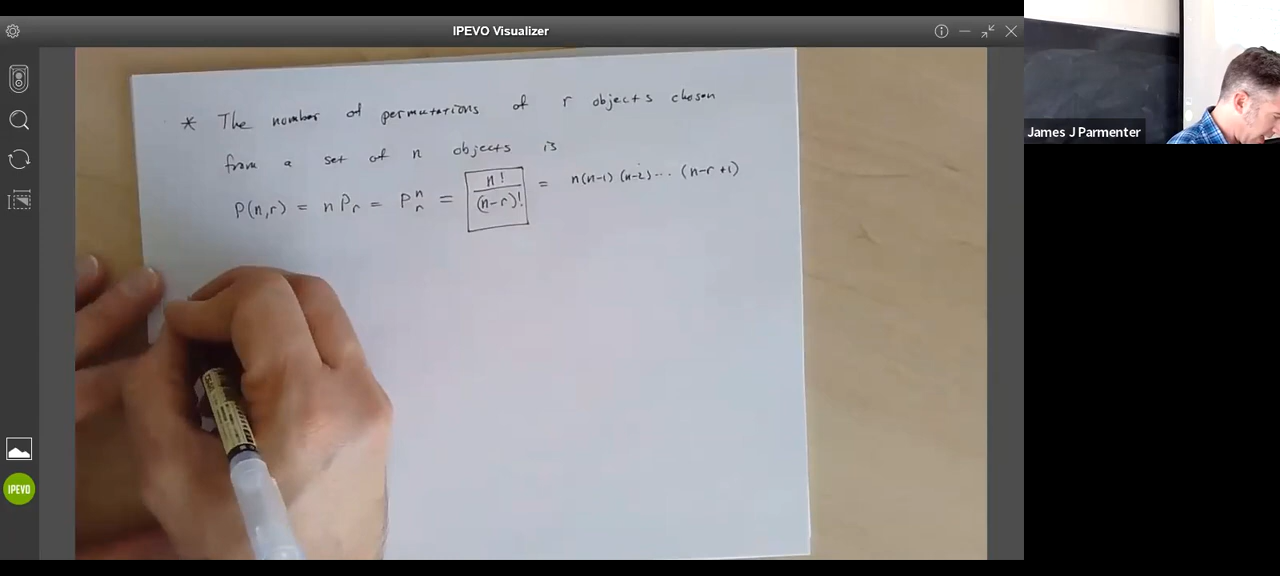 IPEVO Visualizer
James J Parmenter
* The number of permutations of r objects chosen
from a set of n objects is
P(n,r) = nPr = P^n_r = n!/(n-r)! = n(n-1)(n-2)...(n-r+1)
IPEVO